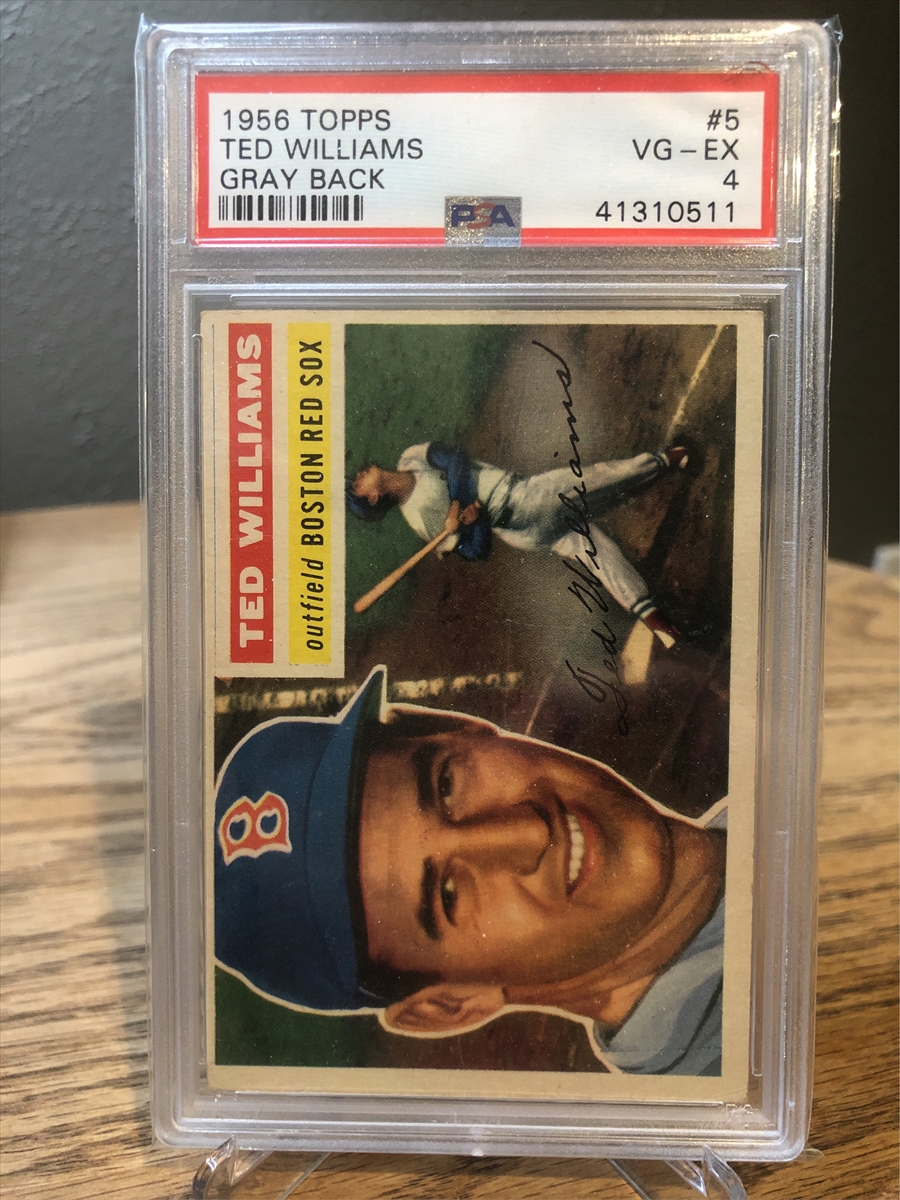 1956 TOPPS #5
TED WILLIAMS VG - EX
GRAY BACK 4
PSA 41310511
TED WILLIAMS
outfield BOSTON RED SOX
Ted Williams
B